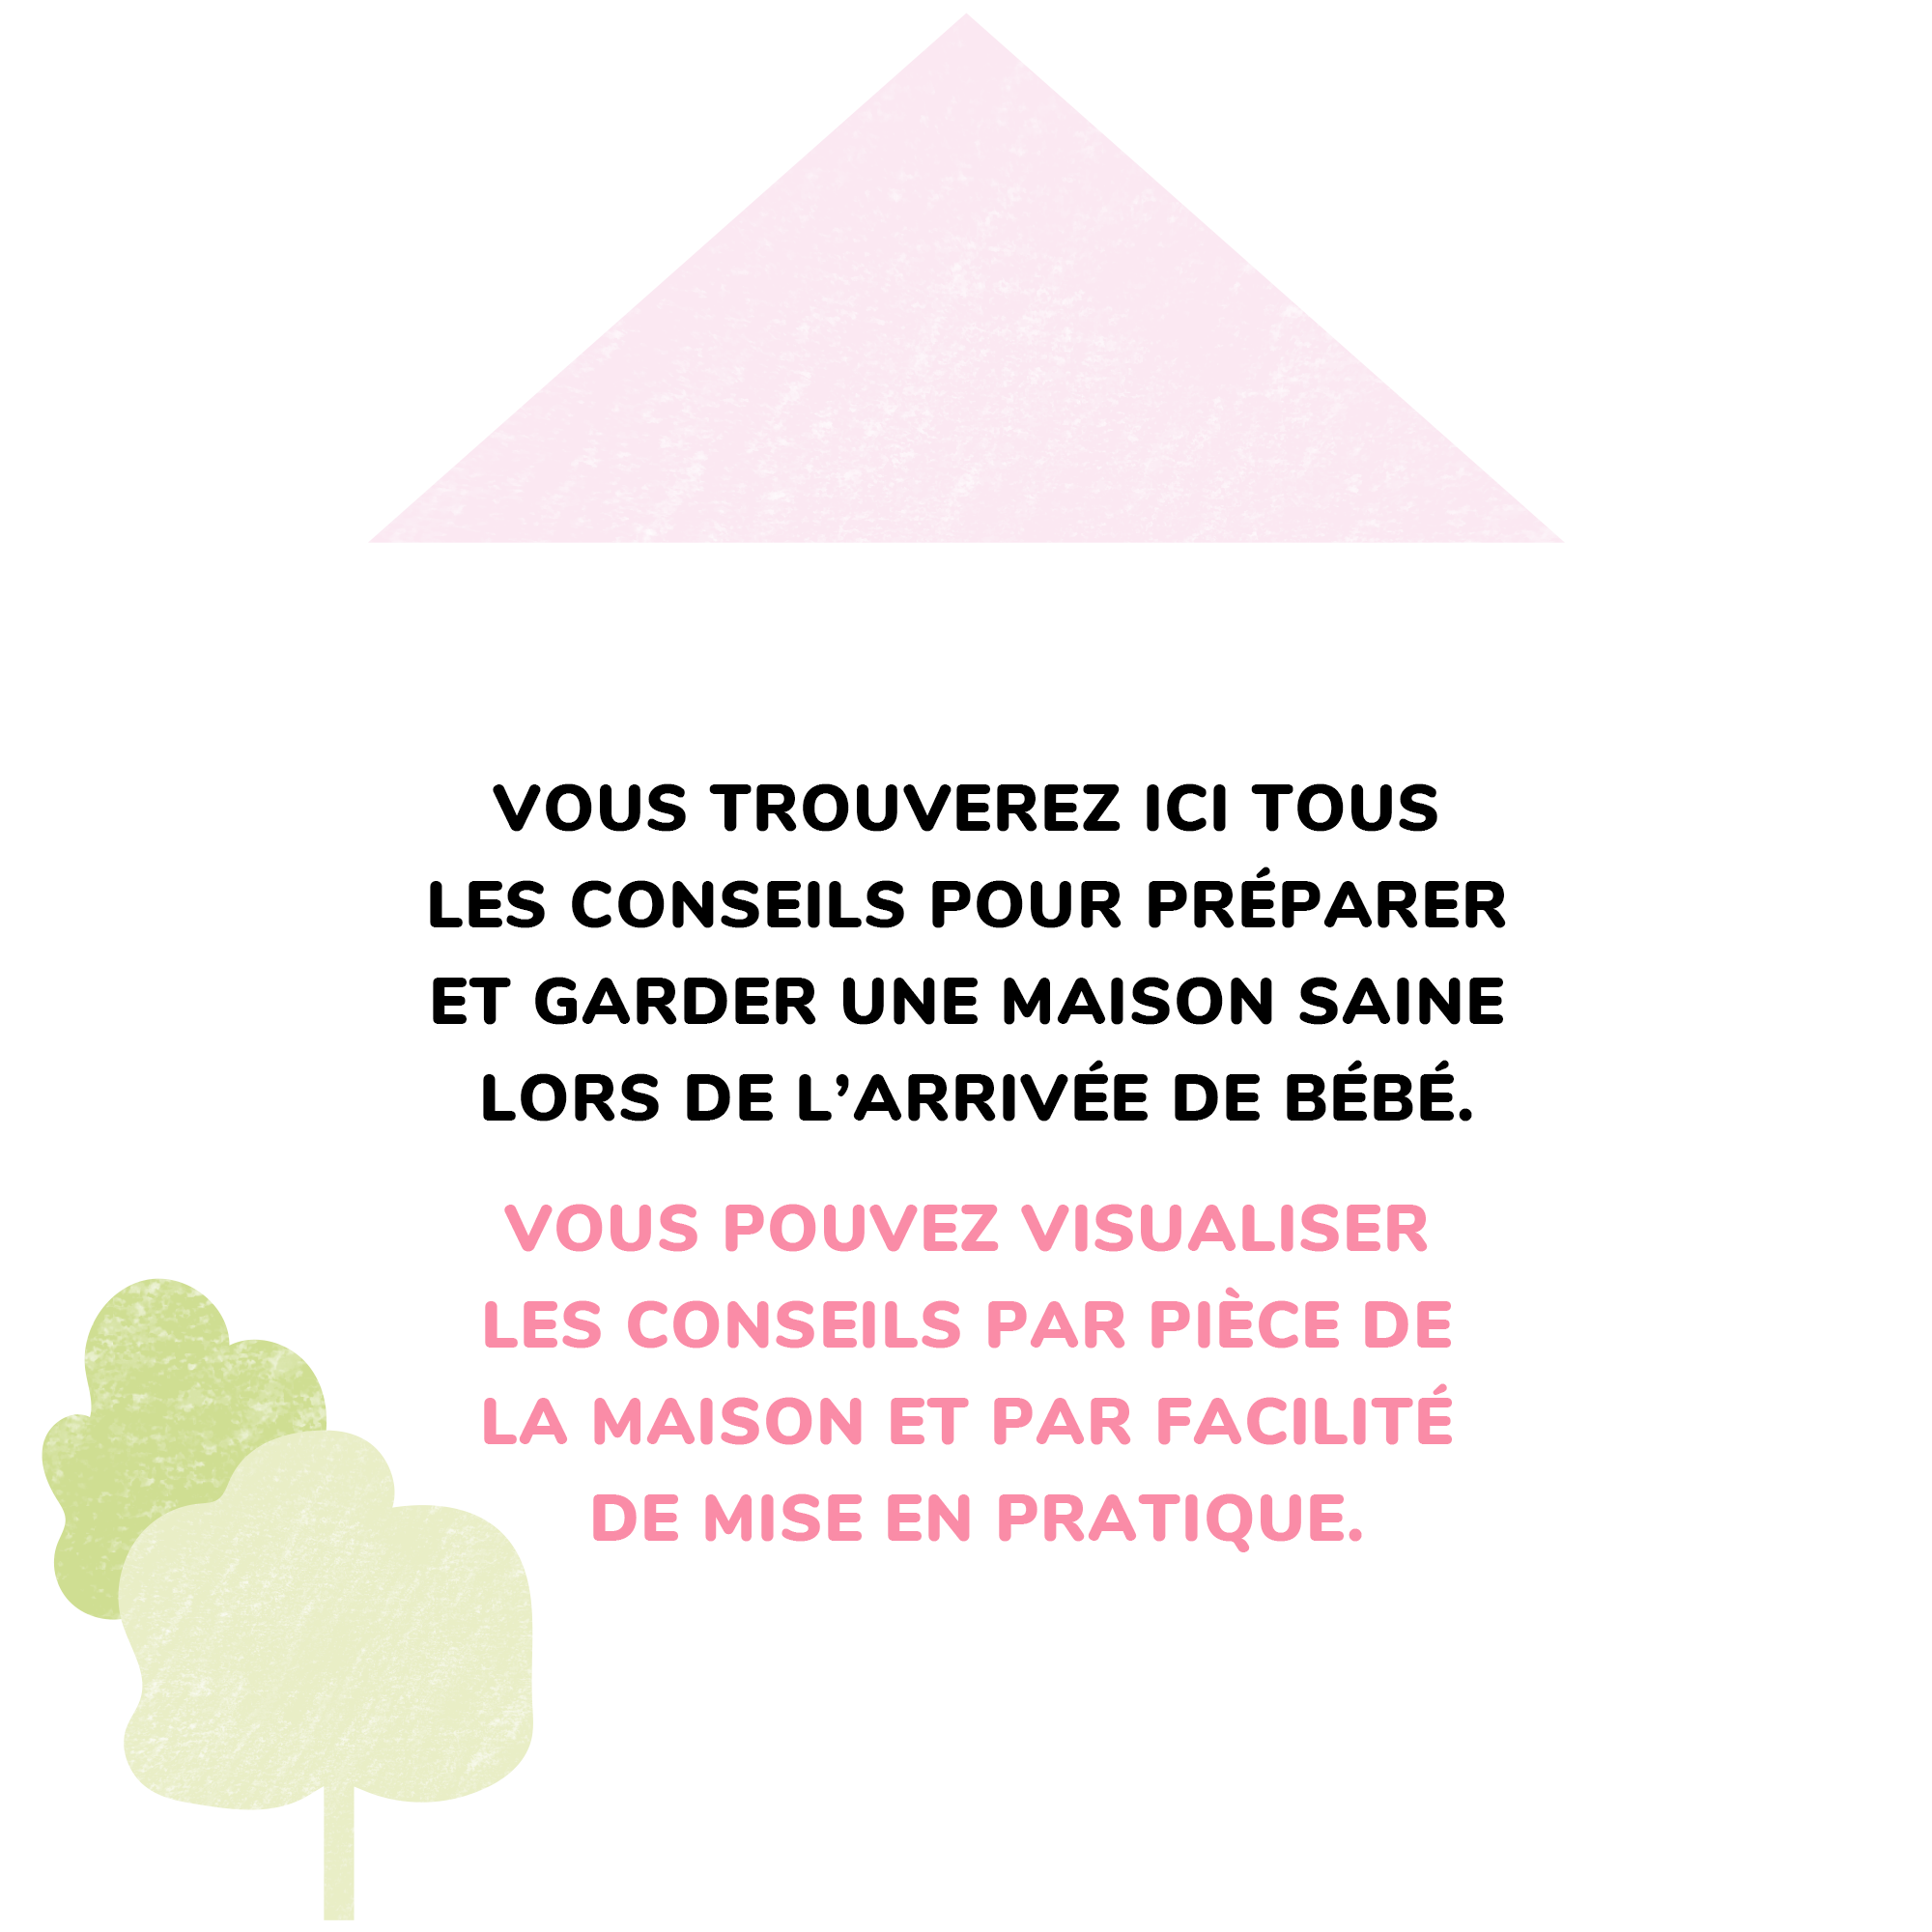 VOUS TROUVEREZ ICI TOUS
LES CONSEILS POUR PRÉPARER
ET GARDER UNE MAISON SAINE
LORS DE L’ARRIVÉE DE BÉBÉ.
VOUS POUVEZ VISUALISER
LES CONSEILS PAR PIÈCE DE
LA MAISON ET PAR FACILITÉ
DE MISE EN PRATIQUE.